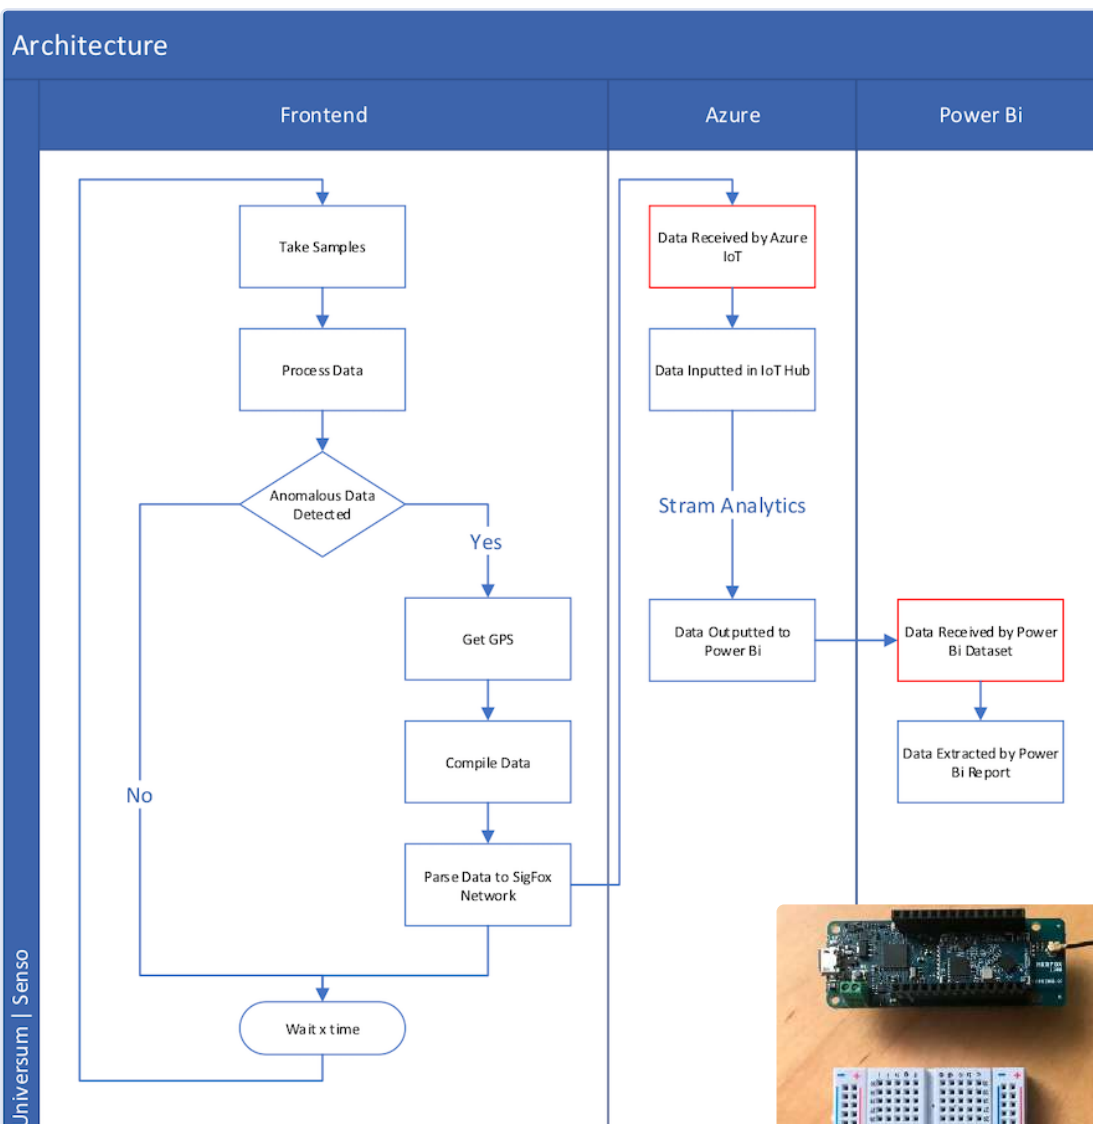 Architecture
Frontend
Azure
Power Bi
Take Samples
Process Data
Anomalous Data
Detected
Yes
No
Get GPS
Compile Data
Parse Data to SigFox
Network
Wait x time
Data Received by Azure
IoT
Data Inputted in IoT Hub
Stram Analytics
Data Outputted to
Power Bi
Data Received by Power
Bi Dataset
Data Extracted by Power
Bi Report
Universum | Senso